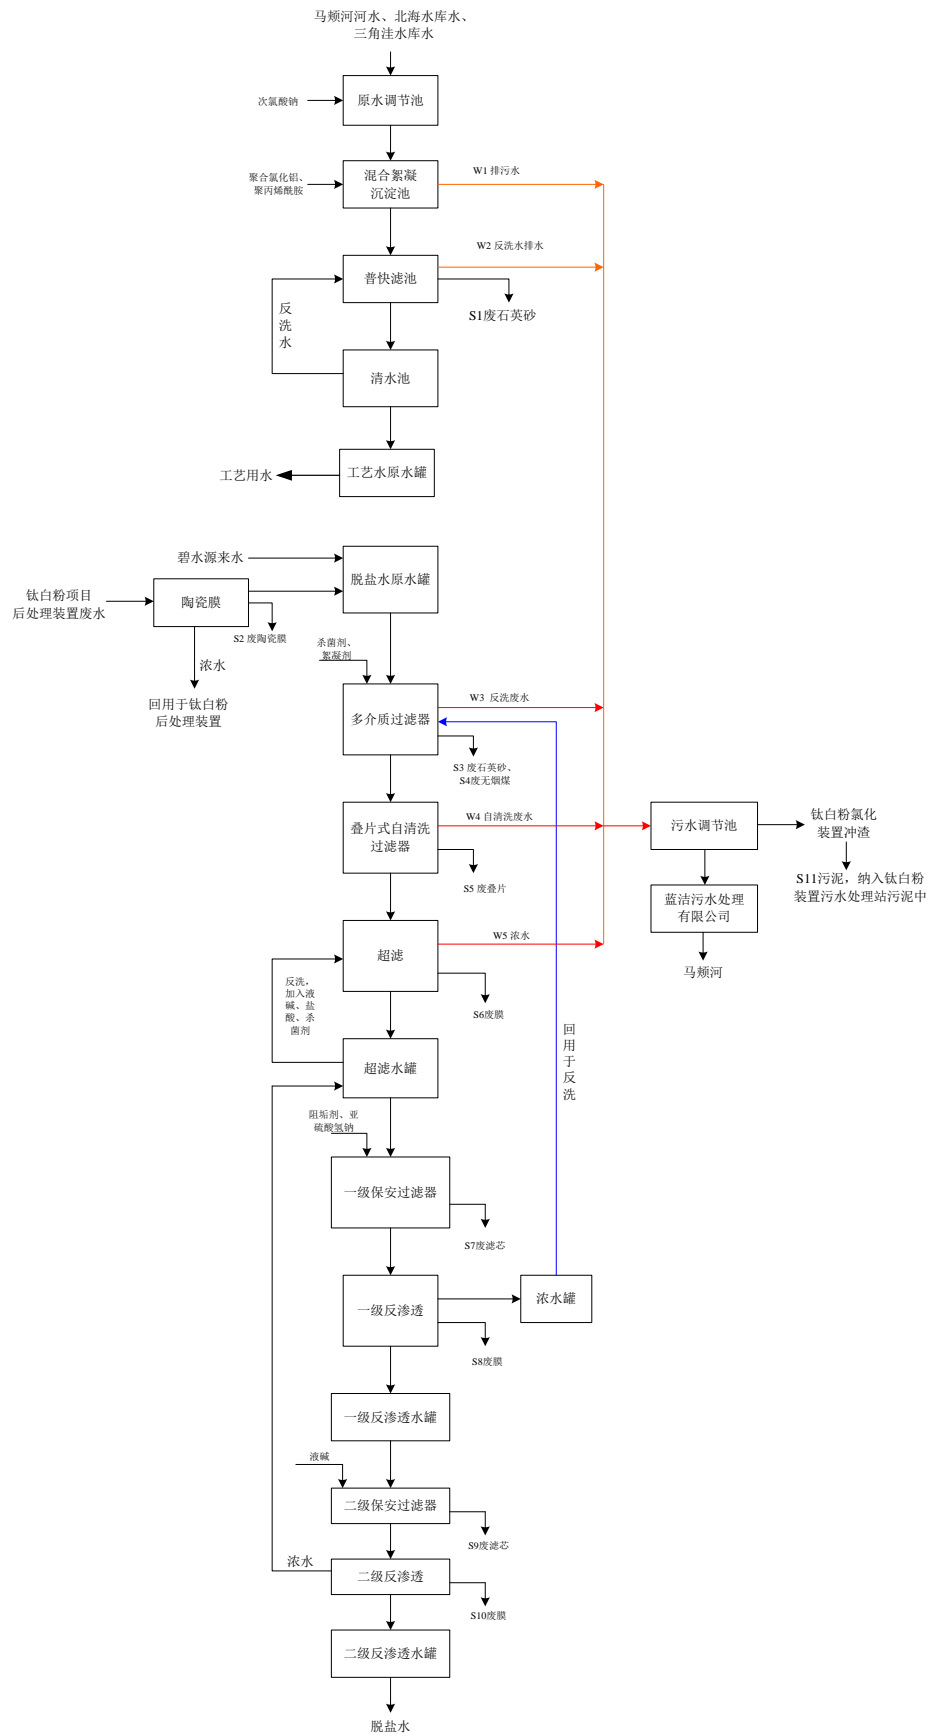 马颊河河水、北海水库水、
三角洼水库水
次氯酸钠
原水调节池
聚合氯化铝、
聚丙烯酰胺
混合絮凝
沉淀池
W1 排污水
W2 反洗水排水
普快滤池
S1废石英砂
反
洗
水
清水池
工艺用水
工艺水原水罐
碧水源来水
脱盐水原水罐
钛白粉项目
后处理装置废水
陶瓷膜
S2 废陶瓷膜
浓水
回用于钛白粉
后处理装置
杀菌剂、
絮凝剂
多介质过滤器
W3 反洗废水
S3 废石英砂、
S4废无烟煤
叠片式自清洗
过滤器
W4 自清洗废水
S5 废叠片
污水调节池
钛白粉氯化
装置冲渣
S11污泥，纳入钛白粉
装置污水处理站污泥中
蓝洁污水处理
有限公司
马颊河
超滤
W5 浓水
S6废膜
反洗，
加入液
碱、盐
酸、杀
菌剂
超滤水罐
回
用
于
反
洗
阻垢剂、亚
硫酸氢钠
一级保安过滤器
S7废滤芯
一级反渗透
浓水罐
S8废膜
一级反渗透水罐
液碱
二级保安过滤器
S9废滤芯
浓水
二级反渗透
S10废膜
二级反渗透水罐
脱盐水